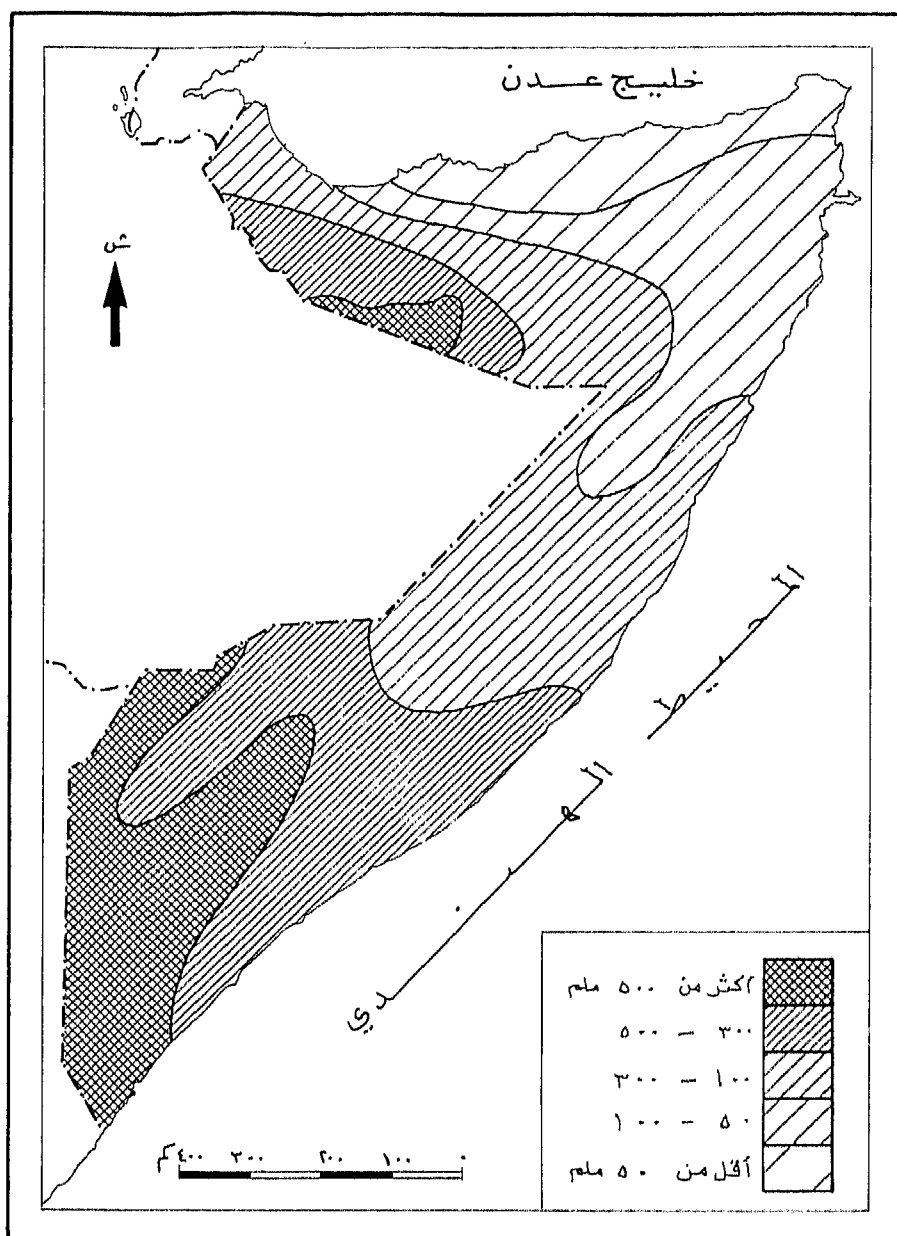 خليج عدن
ش
المحيط
الهندي
أكثر من ٥٠٠ ملم
٣٠٠ - ٥٠٠
١٠٠ - ٣٠٠
٥٠ - ١٠٠
أقل من ٥٠ ملم
٠ ١٠٠ ٢٠٠ ٣٠٠ ٤٠٠ كم